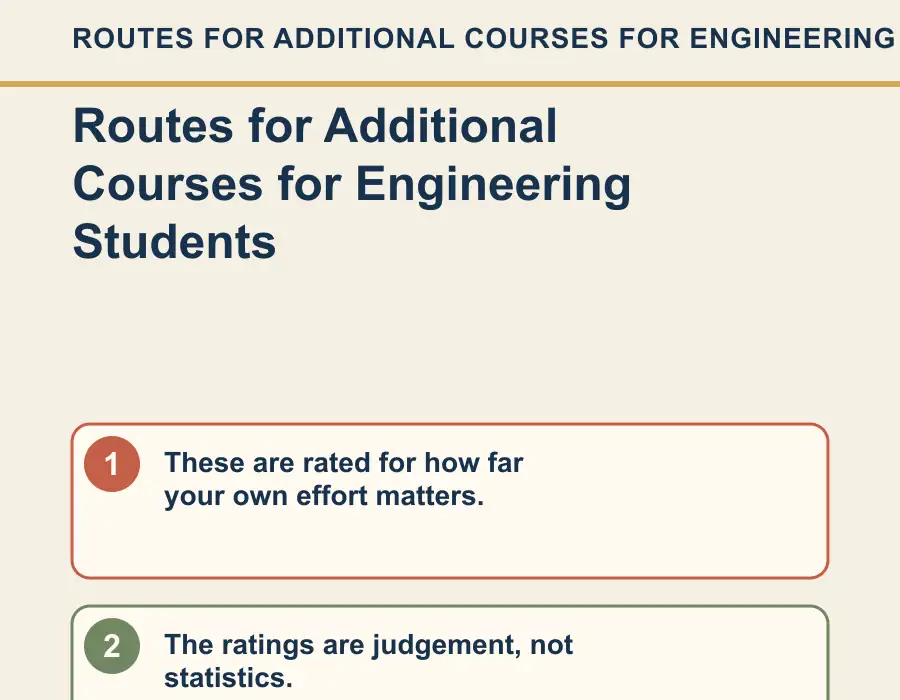 ROUTES FOR ADDITIONAL COURSES FOR ENGINEERING
Routes for Additional
Courses for Engineering
Students
1
These are rated for how far
your own effort matters.
2
The ratings are judgement, not
statistics.